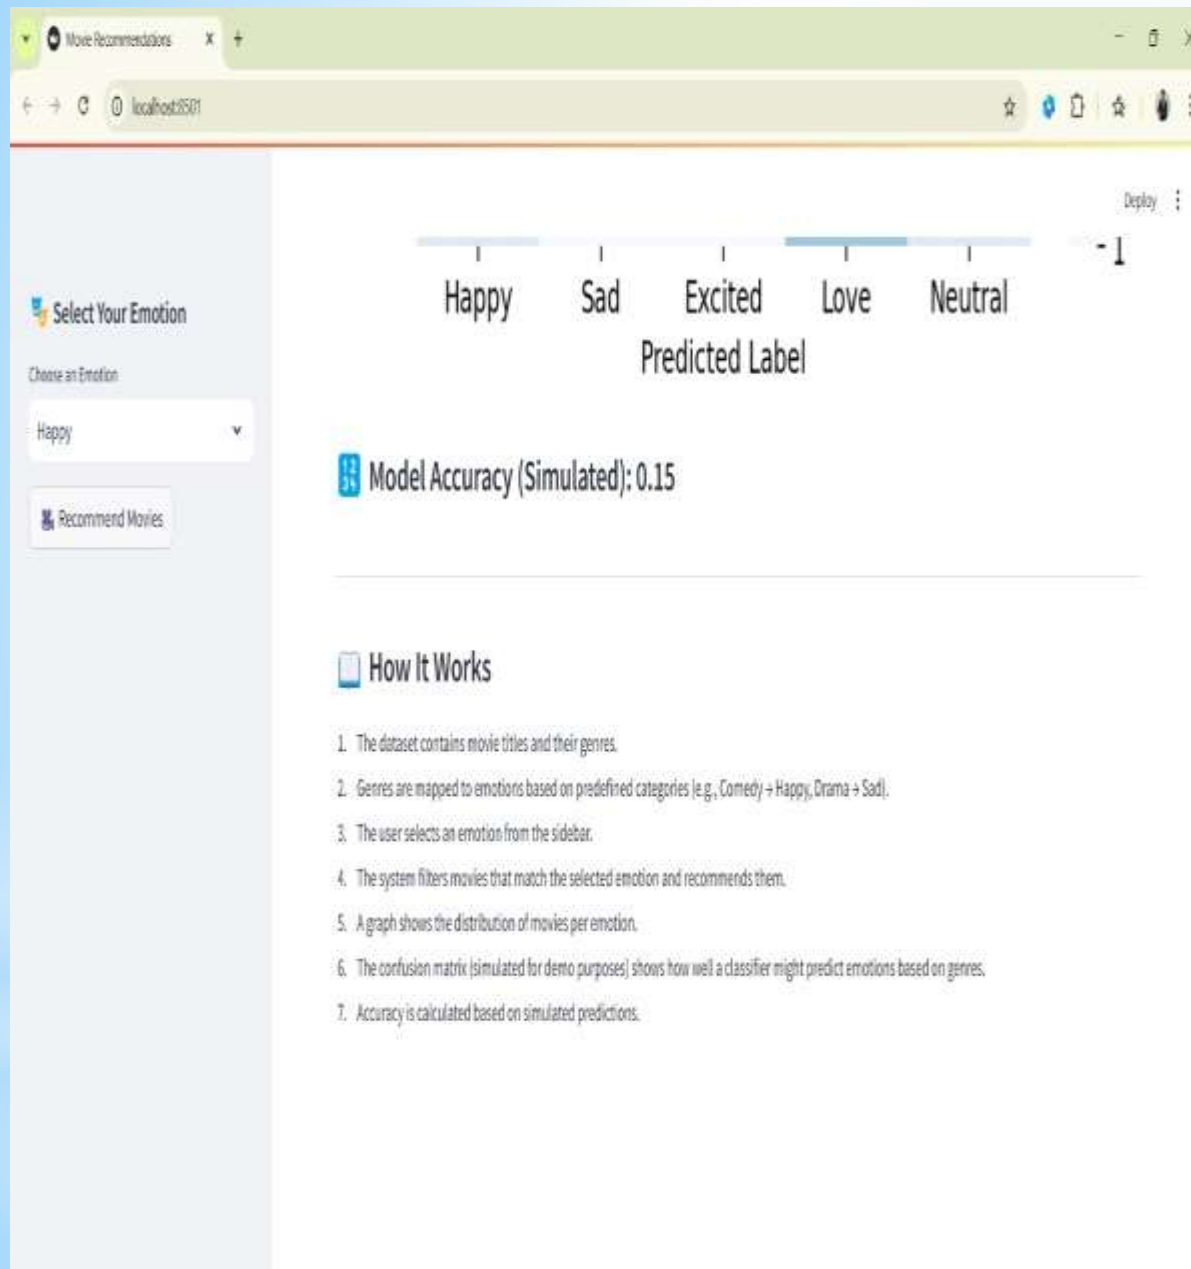 Movie Recommendations
localhost:8501
Deploy
- 1
Happy Sad Excited Love Neutral
Predicted Label
Select Your Emotion
Choose an Emotion
Happy
Recommend Movies
Model Accuracy (Simulated): 0.15
How It Works
1. The dataset contains movie titles and their genres.
2. Genres are mapped to emotions based on predefined categories (e.g., Comedy → Happy, Drama → Sad).
3. The user selects an emotion from the sidebar.
4. The system filters movies that match the selected emotion and recommends them.
5. A graph shows the distribution of movies per emotion.
6. The confusion matrix (simulated for demo purposes) shows how well a classifier might predict emotions based on genres.
7. Accuracy is calculated based on simulated predictions.